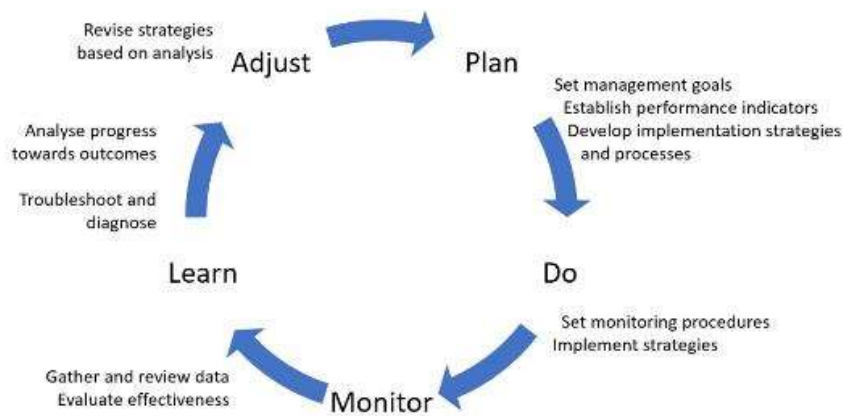 Revise strategies
based on analysis
Adjust
Plan
Set management goals
Establish performance indicators
Develop implementation strategies
and processes
Do
Set monitoring procedures
Implement strategies
Monitor
Gather and review data
Evaluate effectiveness
Learn
Troubleshoot and
diagnose
Analyse progress
towards outcomes